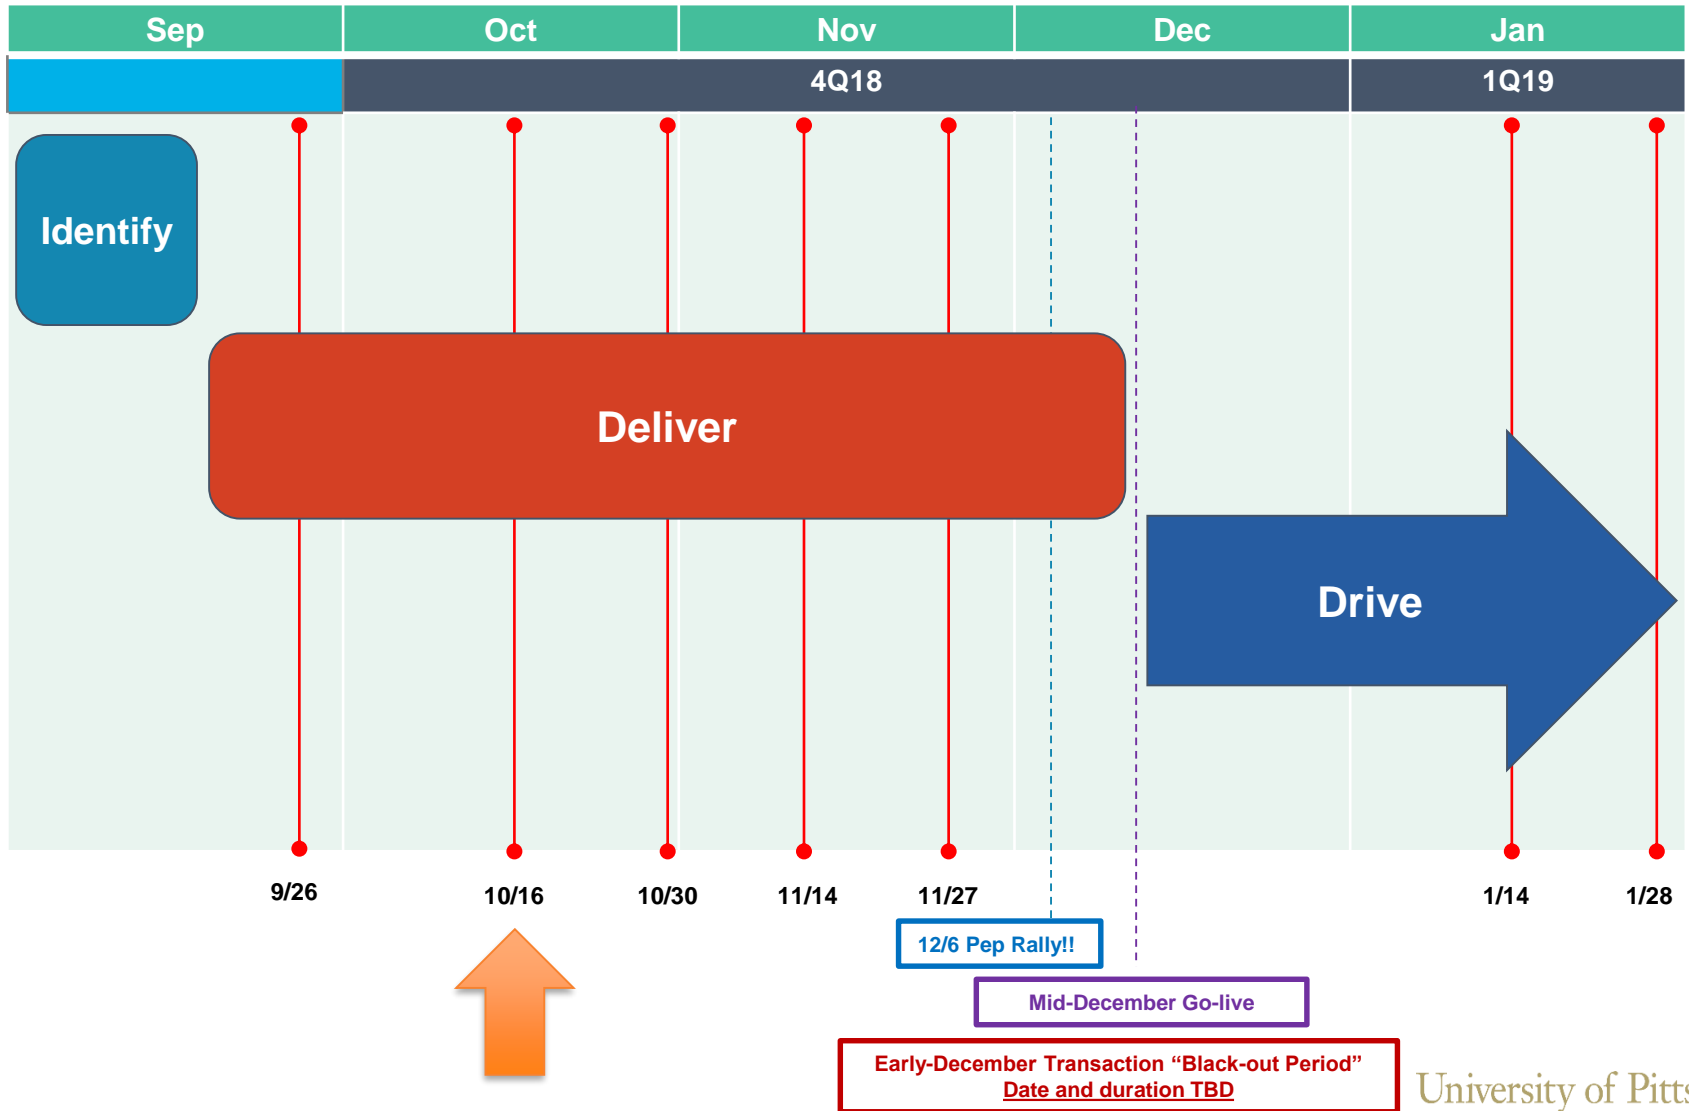 Sep Oct Nov Dec Jan
4Q18 1Q19
Identify
Deliver
Drive
9/26 10/16 10/30 11/14 11/27 1/14 1/28
12/6 Pep Rally!!
Mid-December Go-live
Early-December Transaction “Black-out Period”
Date and duration TBD
University of Pitts